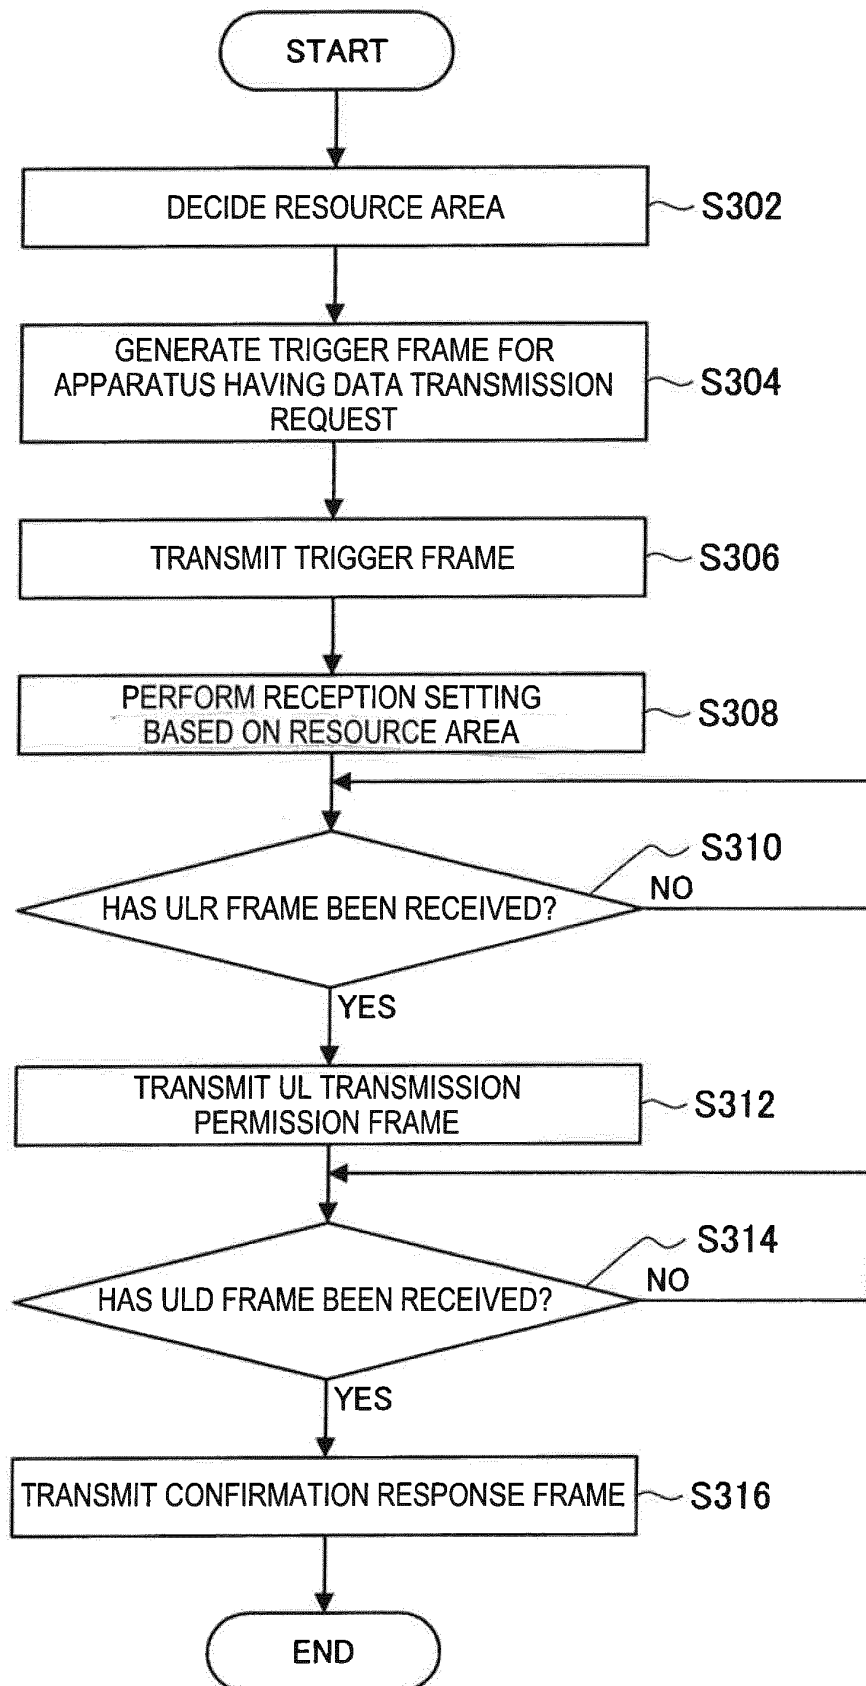 START
DECIDE RESOURCE AREA
S302
GENERATE TRIGGER FRAME FOR
APPARATUS HAVING DATA TRANSMISSION
REQUEST
S304
TRANSMIT TRIGGER FRAME
S306
PERFORM RECEPTION SETTING
BASED ON RESOURCE AREA
S308
S310
HAS ULR FRAME BEEN RECEIVED?
NO
YES
TRANSMIT UL TRANSMISSION
PERMISSION FRAME
S312
S314
HAS ULD FRAME BEEN RECEIVED?
NO
YES
TRANSMIT CONFIRMATION RESPONSE FRAME
S316
END